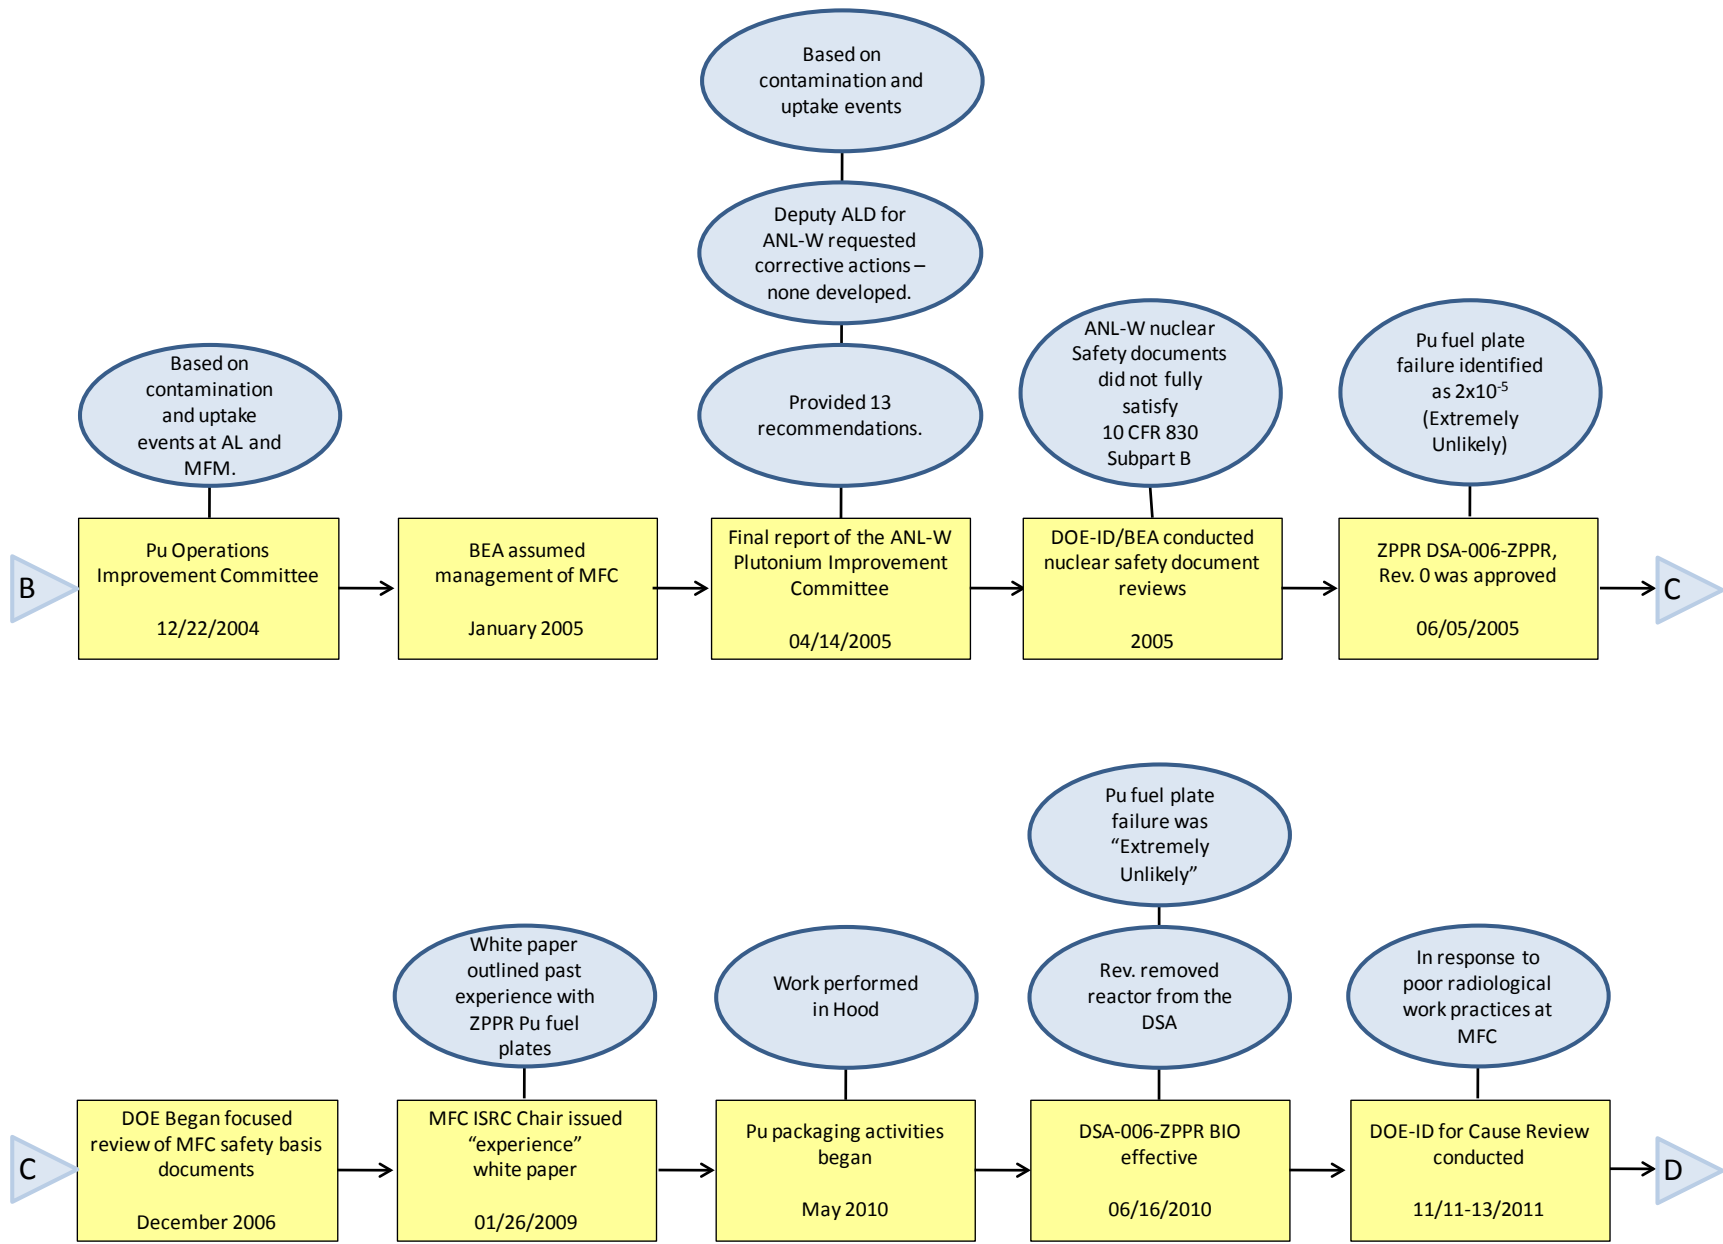 Based on
contamination and
uptake events
Deputy ALD for
ANL-W requested
corrective actions –
none developed.
Based on
contamination
and uptake
events at AL and
MFM.
Provided 13
recommendations.
ANL-W nuclear
Safety documents
did not fully
satisfy
10 CFR 830
Subpart B
Pu fuel plate
failure identified
as 2x10⁻⁵
(Extremely
Unlikely)
B
Pu Operations
Improvement Committee
12/22/2004
BEA assumed
management of MFC
January 2005
Final report of the ANL-W
Plutonium Improvement
Committee
04/14/2005
DOE-ID/BEA conducted
nuclear safety document
reviews
2005
ZPPR DSA-006-ZPPR,
Rev. 0 was approved
06/05/2005
C
Pu fuel plate
failure was
“Extremely
Unlikely”
White paper
outlined past
experience with
ZPPR Pu fuel
plates
Work performed
in Hood
Rev. removed
reactor from the
DSA
In response to
poor radiological
work practices at
MFC
C
DOE Began focused
review of MFC safety basis
documents
December 2006
MFC ISRC Chair issued
“experience”
white paper
01/26/2009
Pu packaging activities
began
May 2010
DSA-006-ZPPR BIO
effective
06/16/2010
DOE-ID for Cause Review
conducted
11/11-13/2011
D